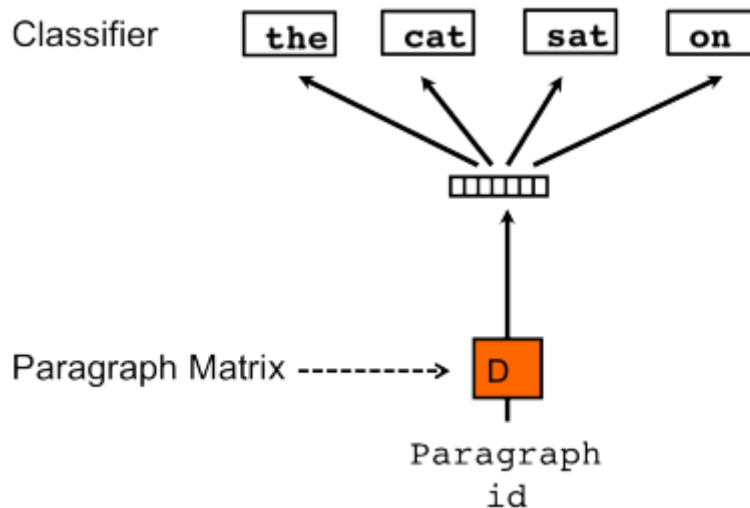 Classifier the cat sat on
Paragraph Matrix D
Paragraph
id